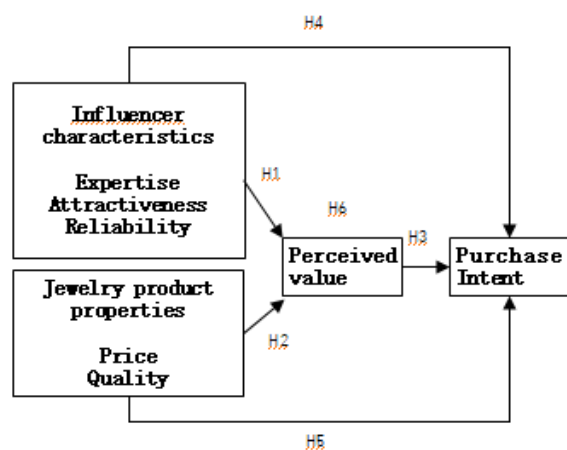 H4
Influencer
characteristics
Expertise
Attractiveness
Reliability
H1
H6
H3
Perceived
value
Purchase
Intent
Jewelry product
properties
Price
Quality
H2
H5